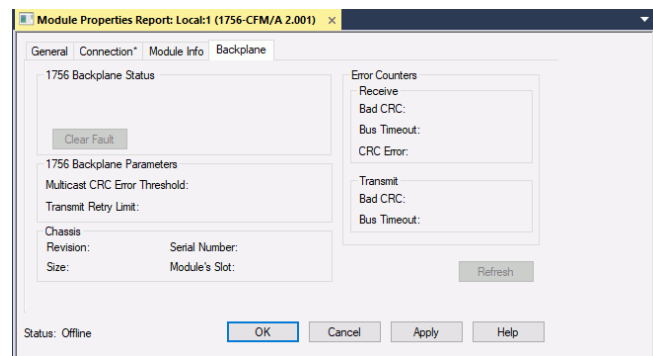 Module Properties Report: Local:1 (1756-CFM/A 2.001) ×
General Connection* Module Info Backplane
1756 Backplane Status
Clear Fault
1756 Backplane Parameters
Multicast CRC Error Threshold:
Transmit Retry Limit:
Chassis
Revision: Serial Number:
Size: Module's Slot:
Error Counters
Receive
Bad CRC:
Bus Timeout:
CRC Error:
Transmit
Bad CRC:
Bus Timeout:
Refresh
Status: Offline
OK Cancel Apply Help